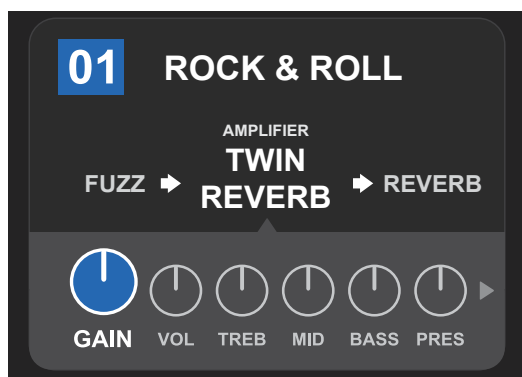 01 ROCK & ROLL
AMPLIFIER
TWIN
FUZZ REVERB REVERB
GAIN VOL TREB MID BASS PRES